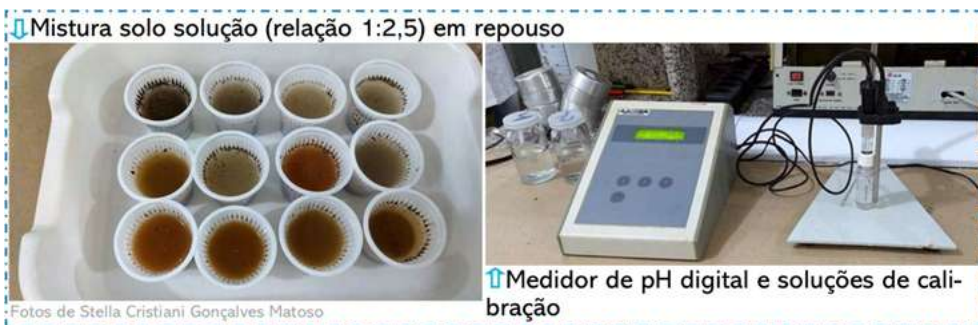 ⇩Mistura solo solução (relação 1:2,5) em repouso
Fotos de Stella Cristiani Gonçalves Matoso
⇧Medidor de pH digital e soluções de cali-
bração